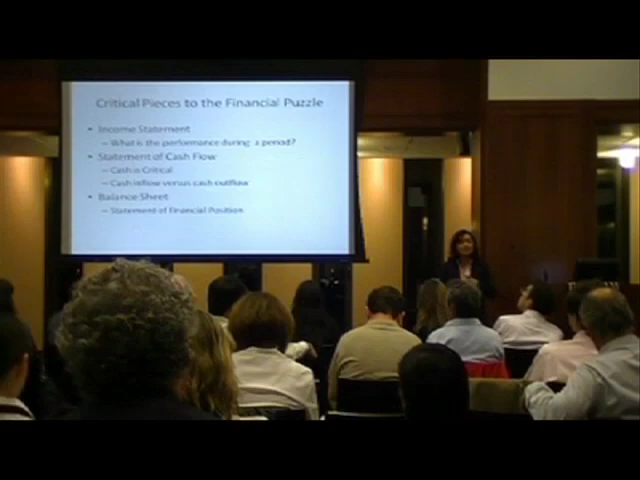 Critical Pieces to the Financial Puzzle
• Income Statement
– What is the performance during a period?
• Statement of Cash Flow
– Cash is Critical
– Cash inflow versus cash outflow
• Balance Sheet
– Statement of Financial Position